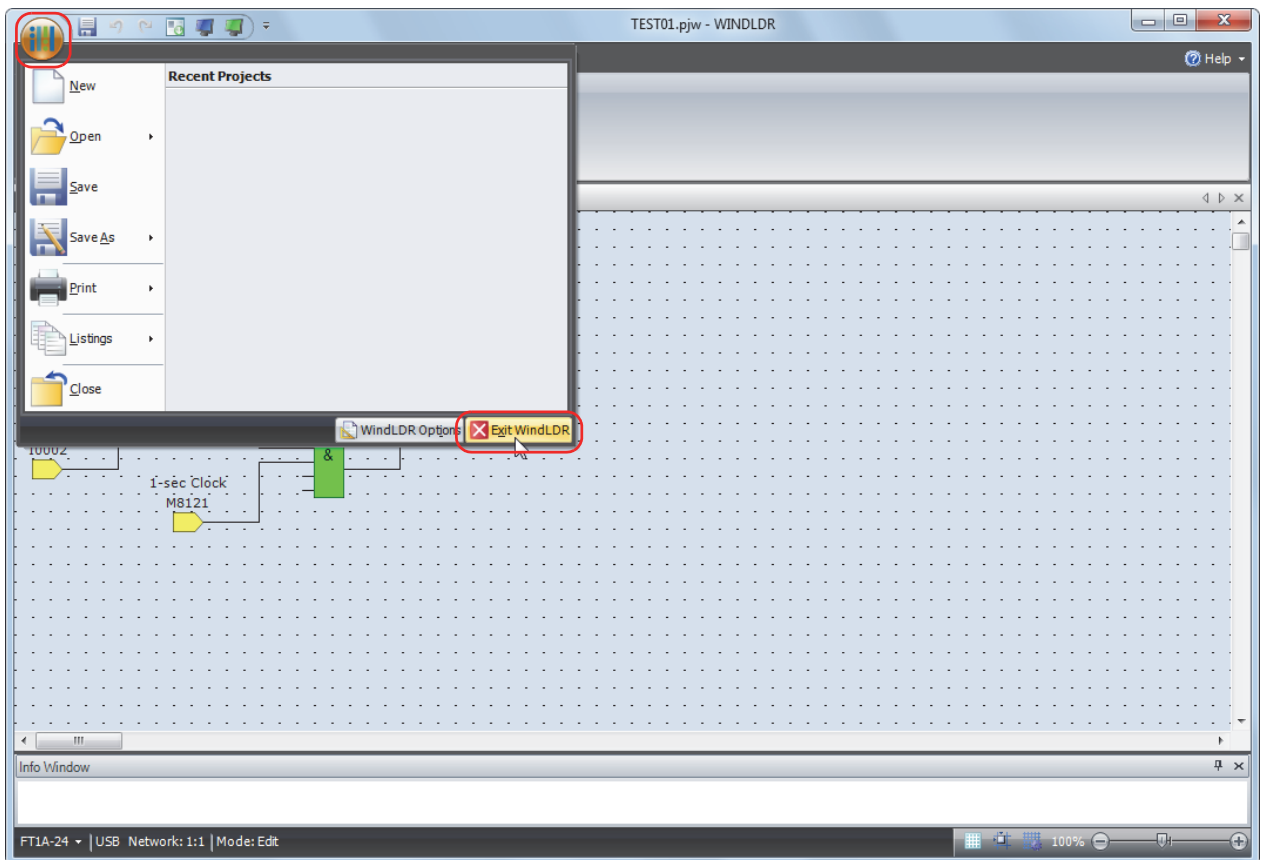 TEST01.pjw - WINDLDR
Help
New
Recent Projects
Open
Save
Save As
Print
Listings
Close
WindLDR Options
Exit WindLDR
10002
&
1-sec Clock
M8121
Info Window
FT1A-24 USB Network: 1:1 Mode: Edit 100%